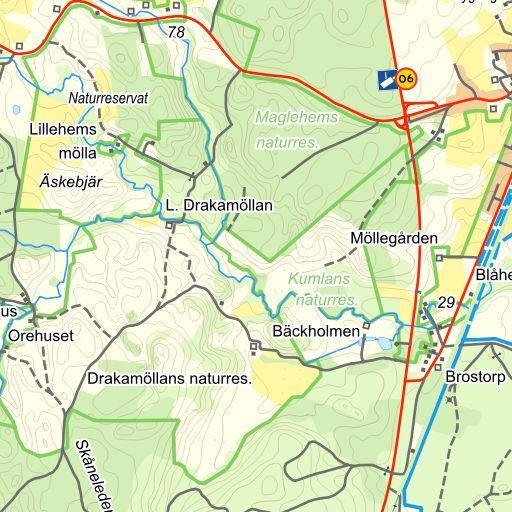 78
06
Naturreservat
Maglehems
naturres.
Lillehems
mölla
Äskebjär
L. Drakamöllan
Möllegården
Kumlans
naturres.
Blåhe
29
us
Orehuset
Bäckholmen
Drakamöllans naturres.
Brostorp
Skåneleden